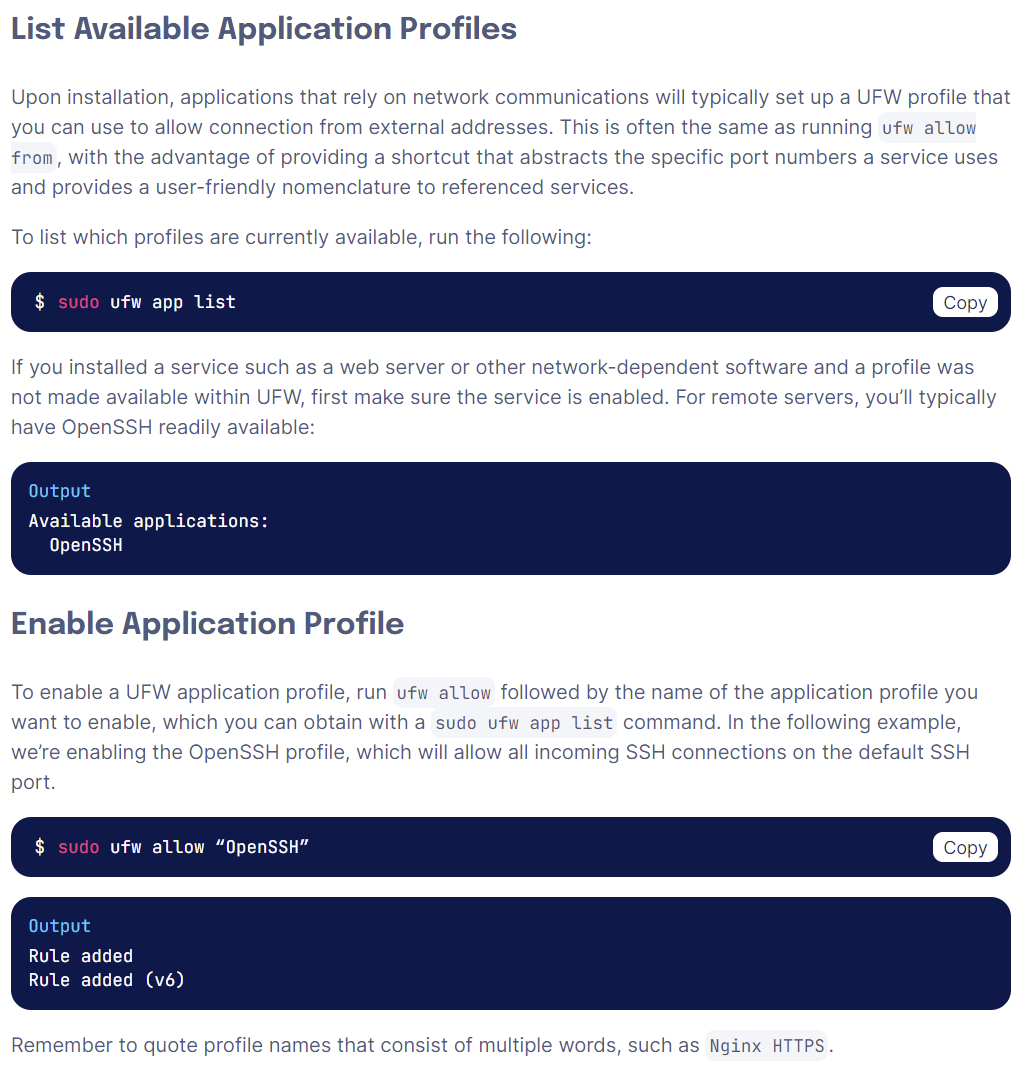 List Available Application Profiles
Upon installation, applications that rely on network communications will typically set up a UFW profile that
you can use to allow connection from external addresses. This is often the same as running ufw allow
from, with the advantage of providing a shortcut that abstracts the specific port numbers a service uses
and provides a user-friendly nomenclature to referenced services.
To list which profiles are currently available, run the following:
$ sudo ufw app list
Copy
If you installed a service such as a web server or other network-dependent software and a profile was
not made available within UFW, first make sure the service is enabled. For remote servers, you’ll typically
have OpenSSH readily available:
Output
Available applications:
  OpenSSH
Enable Application Profile
To enable a UFW application profile, run ufw allow followed by the name of the application profile you
want to enable, which you can obtain with a sudo ufw app list command. In the following example,
we’re enabling the OpenSSH profile, which will allow all incoming SSH connections on the default SSH
port.
$ sudo ufw allow “OpenSSH”
Copy
Output
Rule added
Rule added (v6)
Remember to quote profile names that consist of multiple words, such as Nginx HTTPS.